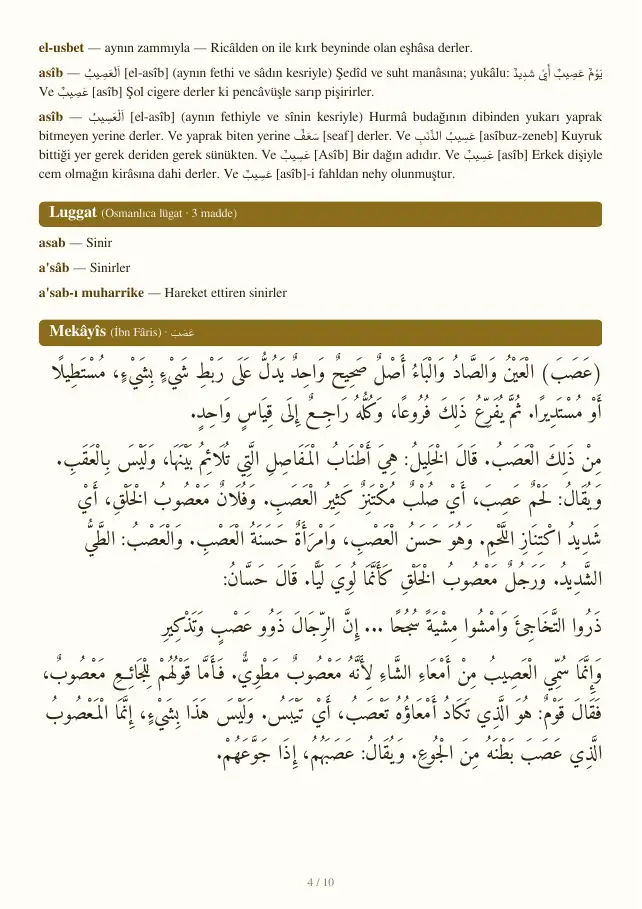 el-usbet — aynın zammıyla — Ricâlden on ile kırk beyninde olan eşhâsa derler.
asîb — اَلْعَصِيبُ [el-asîb] (aynın fethi ve sâdın kesriyle) Şedîd ve suht manâsına; yukâlu: يَوْمٌ عَصِيبٌ أَيْ شَدِيدٌ
Ve عَصِيبٌ [asîb] Şol cigere derler ki pencâvüşle sarıp pişirirler.
asîb — اَلْعَسِيبُ [el-asîb] (aynın fethiyle ve sînin kesriyle) Hurmâ budağının dibinden yukarı yaprak
bitmeyen yerine derler. Ve yaprak biten yerine سَعَفٌ [seaf] derler. Ve عَسِيبُ الذَّنَبِ [asîbuz-zeneb] Kuyruk
bittiği yer gerek deriden gerek sünükten. Ve عَسِيبٌ [Asîb] Bir dağın adıdır. Ve عَسِيبٌ [asîb] Erkek dişiyle
cem olmağın kirâsına dahi derler. Ve عَسِيبٌ [asîb]-i fahldan nehy olunmuştur.
Luggat (Osmanlıca lügat · 3 madde)
asab — Sinir
a'sâb — Sinirler
a'sab-ı muharrike — Hareket ettiren sinirler
Mekâyîs (İbn Fâris) · عَصَبَ
(عَصَبَ) الْعَيْنُ وَالصَّادُ وَالْبَاءُ أَصْلٌ صَحِيحٌ وَاحِدٌ يَدُلُّ عَلَى رَبْطِ شَيْءٍ بِشَيْءٍ، مُسْتَطِيلًا
أَوْ مُسْتَدِيرًا. ثُمَّ يُفَرَّعُ ذَلِكَ فُرُوعًا، وَكُلُّهُ رَاجِعٌ إِلَى قِيَاسٍ وَاحِدٍ.
مِنْ ذَلِكَ الْعَصَبُ. قَالَ الْخَلِيلُ: هِيَ أَطْنَابُ الْمَفَاصِلِ الَّتِي تُلَائِمُ بَيْنَهَا، وَلَيْسَ بِالْعَقَبِ.
وَيُقَالُ: لَحْمٌ عَصِبَ، أَيْ صُلْبٌ مُكْتَنِزٌ كَثِيرُ الْعَصَبِ. وَفُلَانٌ مَعْصُوبُ الْخَلْقِ، أَيْ
شَدِيدُ اكْتِنَازِ اللَّحْمِ. وَهُوَ حَسَنُ الْعَصْبِ، وَامْرَأَةٌ حَسَنَةُ الْعَصْبِ. وَالْعَصْبُ: الطَّيُّ
الشَّدِيدُ. وَرَجُلٌ مَعْصُوبُ الْخَلْقِ كَأَنَّمَا لُوِيَ لَيًّا. قَالَ حَسَّانُ:
ذَرُوا التَّخَاجِئَ وَامْشُوا مِشْيَةً سُجُحًا ... إِنَّ الرِّجَالَ ذَوُو عَصْبٍ وَتَذْكِيرِ
وَإِنَّمَا سُمِّيَ الْعَصِيبُ مِنْ أَمْعَاءِ الشَّاءِ لِأَنَّهُ مَعْصُوبٌ مَطْوِيٌّ. فَأَمَّا قَوْلُهُمْ لِلْجَائِعِ مَعْصُوبٌ،
فَقَالَ قَوْمٌ: هُوَ الَّذِي تَكَادُ أَمْعَاؤُهُ تَعْصَبُ، أَيْ تَيْبَسُ. وَلَيْسَ هَذَا بِشَيْءٍ، إِنَّمَا الْمَعْصُوبُ
الَّذِي عَصَبَ بَطْنَهُ مِنَ الْجُوعِ. وَيُقَالُ: عَصَبَهُمْ، إِذَا جَوَّعَهُمْ.
4 / 10